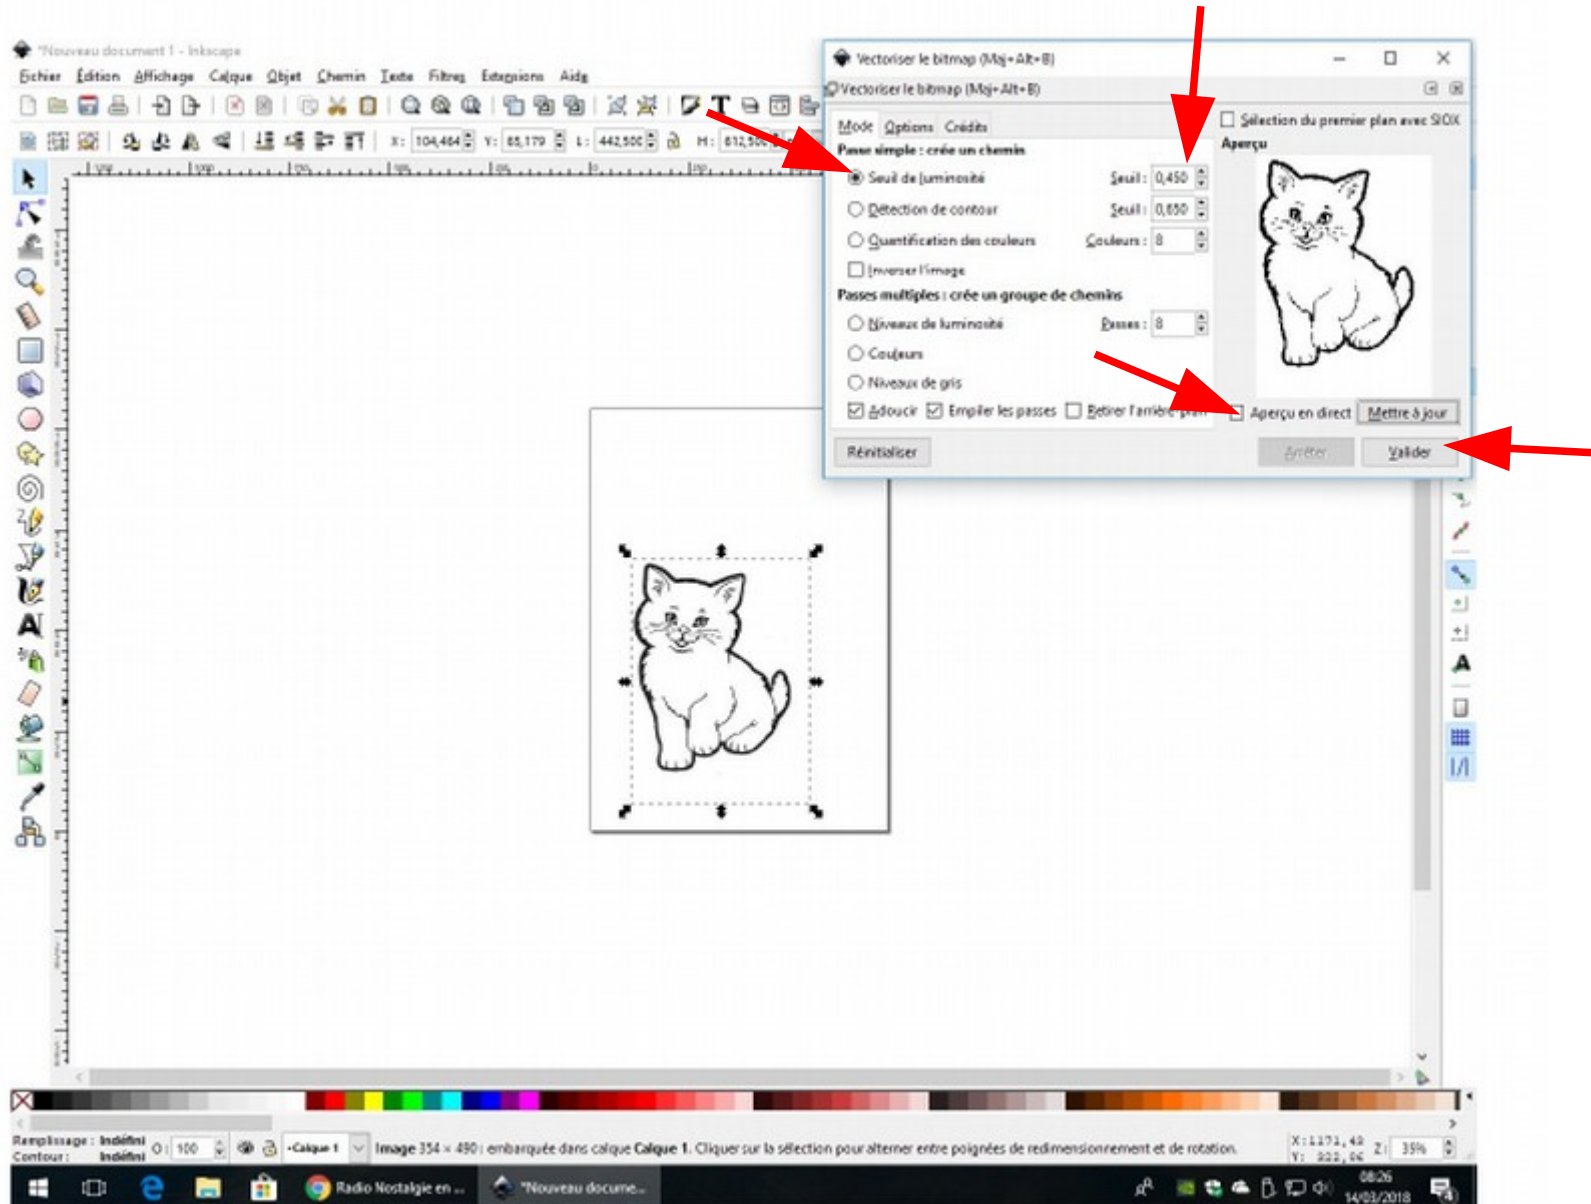 *Nouveau document 1 - Inkscape
Fichier Édition Affichage Calque Objet Chemin Texte Filtres Extensions Aide
X: 104,464 Y: 65,179 L: 442,500 H: 612,500
Vectoriser le bitmap (Maj+Alt+B)
Vectoriser le bitmap (Maj+Alt+B)
Mode Options Crédits
Sélection du premier plan avec SIOX
Passe simple : crée un chemin
Aperçu
Seuil de luminosité Seuil : 0,450
Détection de contour Seuil : 0,650
Quantification des couleurs Couleurs : 8
Inverser l'image
Passes multiples : crée un groupe de chemins
Niveaux de luminosité Passes : 8
Couleurs
Niveaux de gris
Adoucir Empiler les passes Retirer l'arrière-plan
Aperçu en direct Mettre à jour
Réinitialiser Arrêter Valider
Remplissage : Indéfini
Contour : Indéfini
O: 100
•Calque 1
Image 354 × 490 : embarquée dans calque Calque 1. Cliquer sur la sélection pour alterner entre poignées de redimensionnement et de rotation.
X:1171,42
Z: 35%
Radio Nostalgie en ...
*Nouveau docume...
08:26
14/03/2018